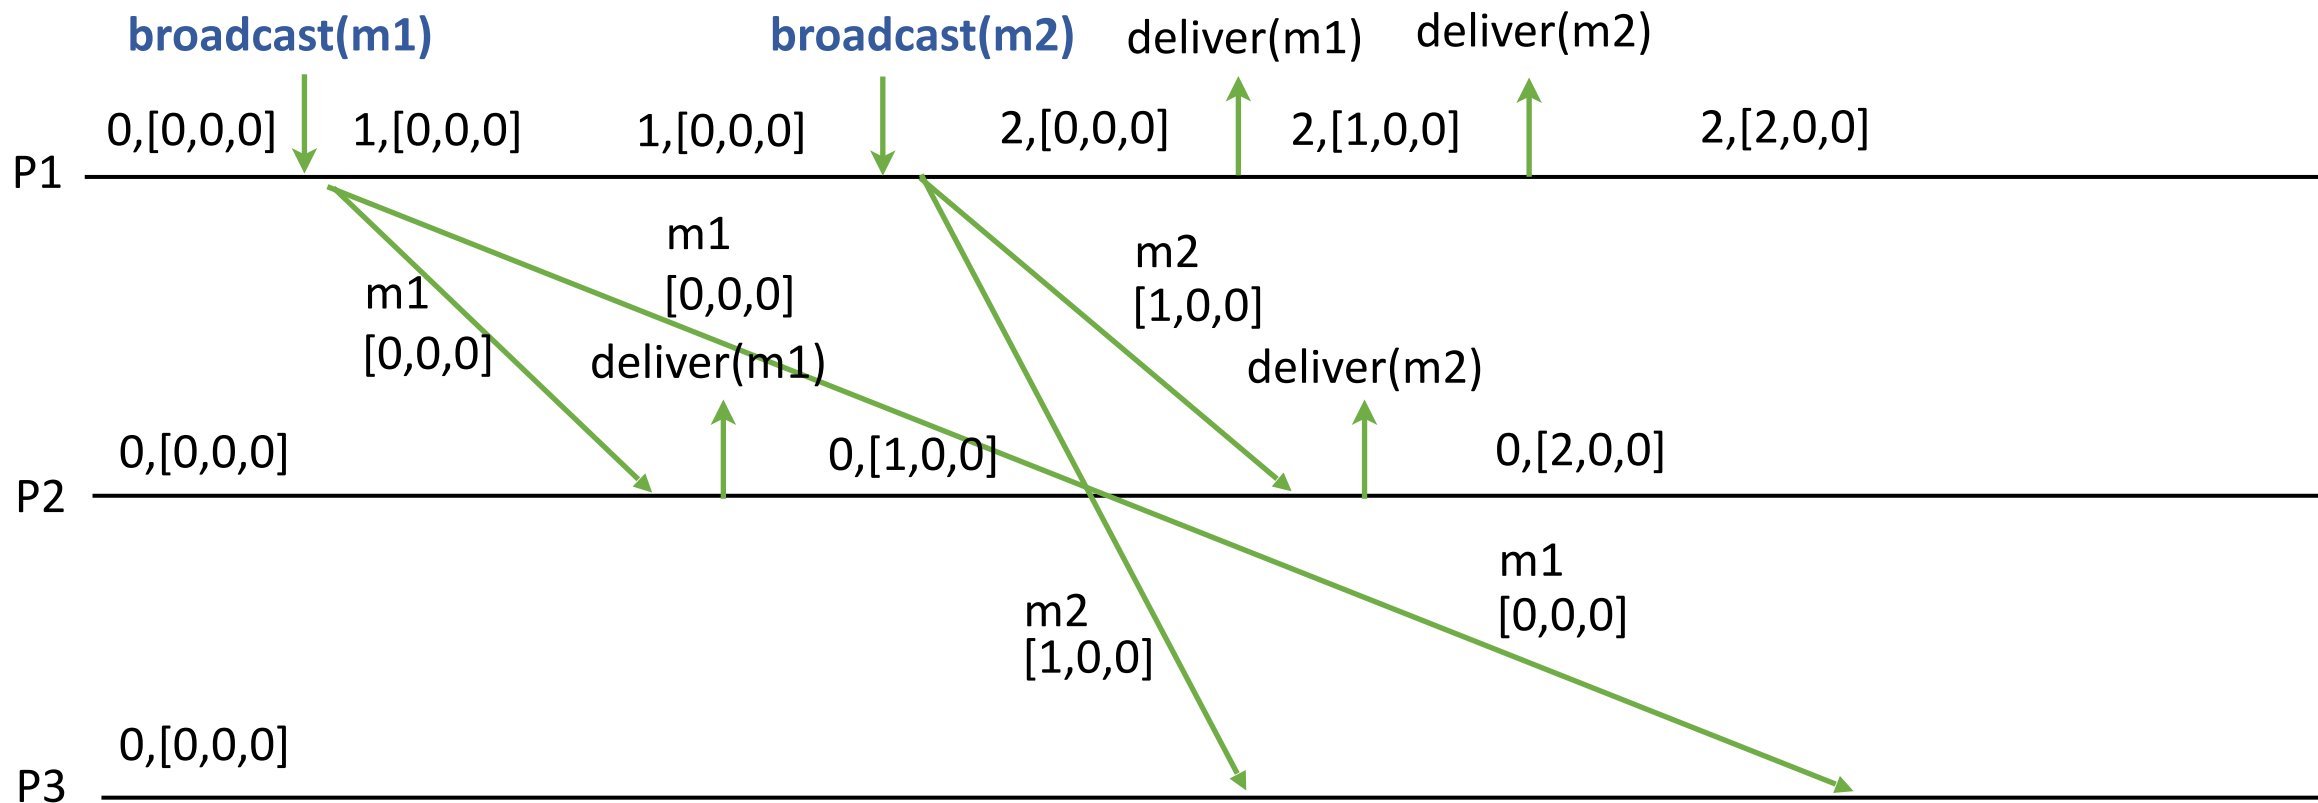 broadcast(m1)
broadcast(m2)
deliver(m1)
deliver(m2)
0,[0,0,0]
1,[0,0,0]
1,[0,0,0]
2,[0,0,0]
2,[1,0,0]
2,[2,0,0]
P1
m1
[0,0,0]
m1
[0,0,0]
m2
[1,0,0]
deliver(m1)
deliver(m2)
0,[0,0,0]
0,[1,0,0]
0,[2,0,0]
P2
m2
[1,0,0]
m1
[0,0,0]
0,[0,0,0]
P3